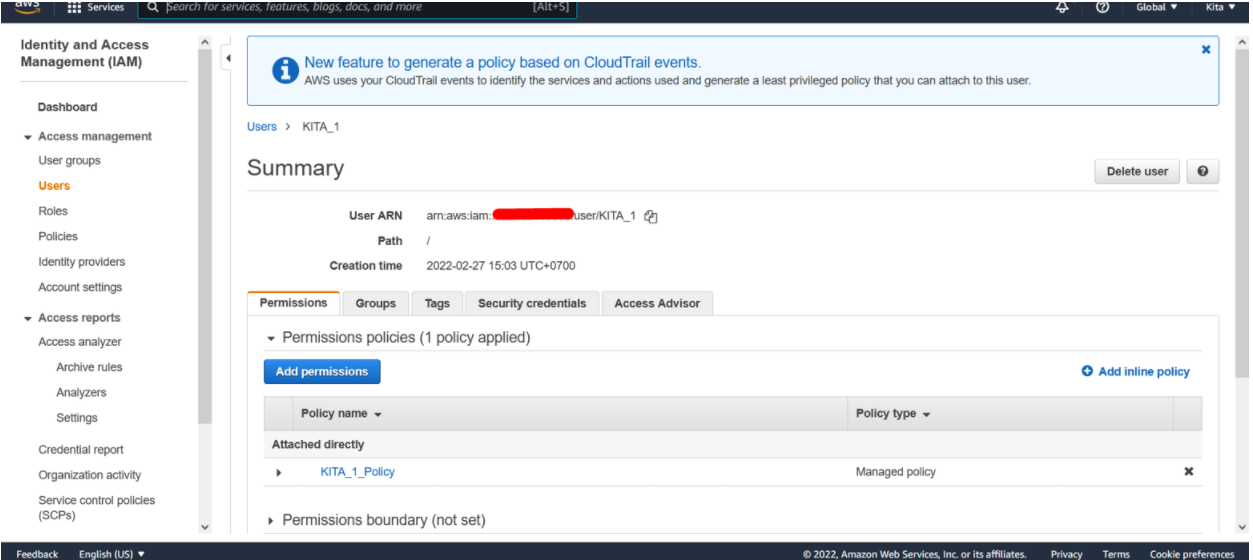 aws
Services
Search for services, features, blogs, docs, and more
[Alt+S]
Global ▼
Kita ▼
Identity and Access
Management (IAM)
Dashboard
Access management
User groups
Users
Roles
Policies
Identity providers
Account settings
Access reports
Access analyzer
Archive rules
Analyzers
Settings
Credential report
Organization activity
Service control policies
(SCPs)
New feature to generate a policy based on CloudTrail events.
AWS uses your CloudTrail events to identify the services and actions used and generate a least privileged policy that you can attach to this user.
Users > KITA_1
Summary
Delete user
User ARN arn:aws:iam: user/KITA_1
Path /
Creation time 2022-02-27 15:03 UTC+0700
Permissions Groups Tags Security credentials Access Advisor
Permissions policies (1 policy applied)
Add permissions
Add inline policy
Policy name Policy type
Attached directly
KITA_1_Policy Managed policy
Permissions boundary (not set)
Feedback English (US) ▼ © 2022, Amazon Web Services, Inc. or its affiliates. Privacy Terms Cookie preferences